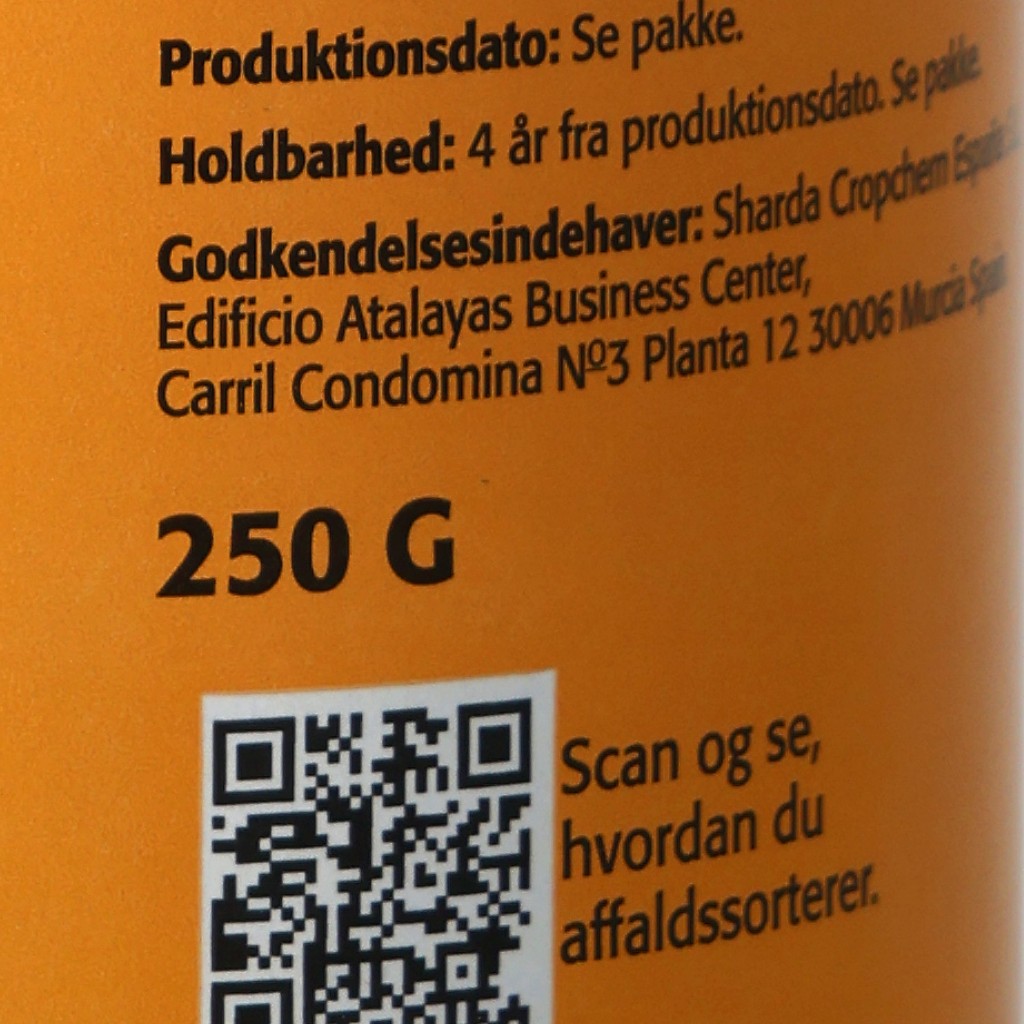 Produktionsdato: Se pakke.
Holdbarhed: 4 år fra produktionsdato. Se pakke.
Godkendelsesindehaver: Sharda Cropchem España
Edificio Atalayas Business Center,
Carril Condomina Nº3 Planta 12 30006 Murcia Spain
250 G
Scan og se,
hvordan du
affaldssorterer.